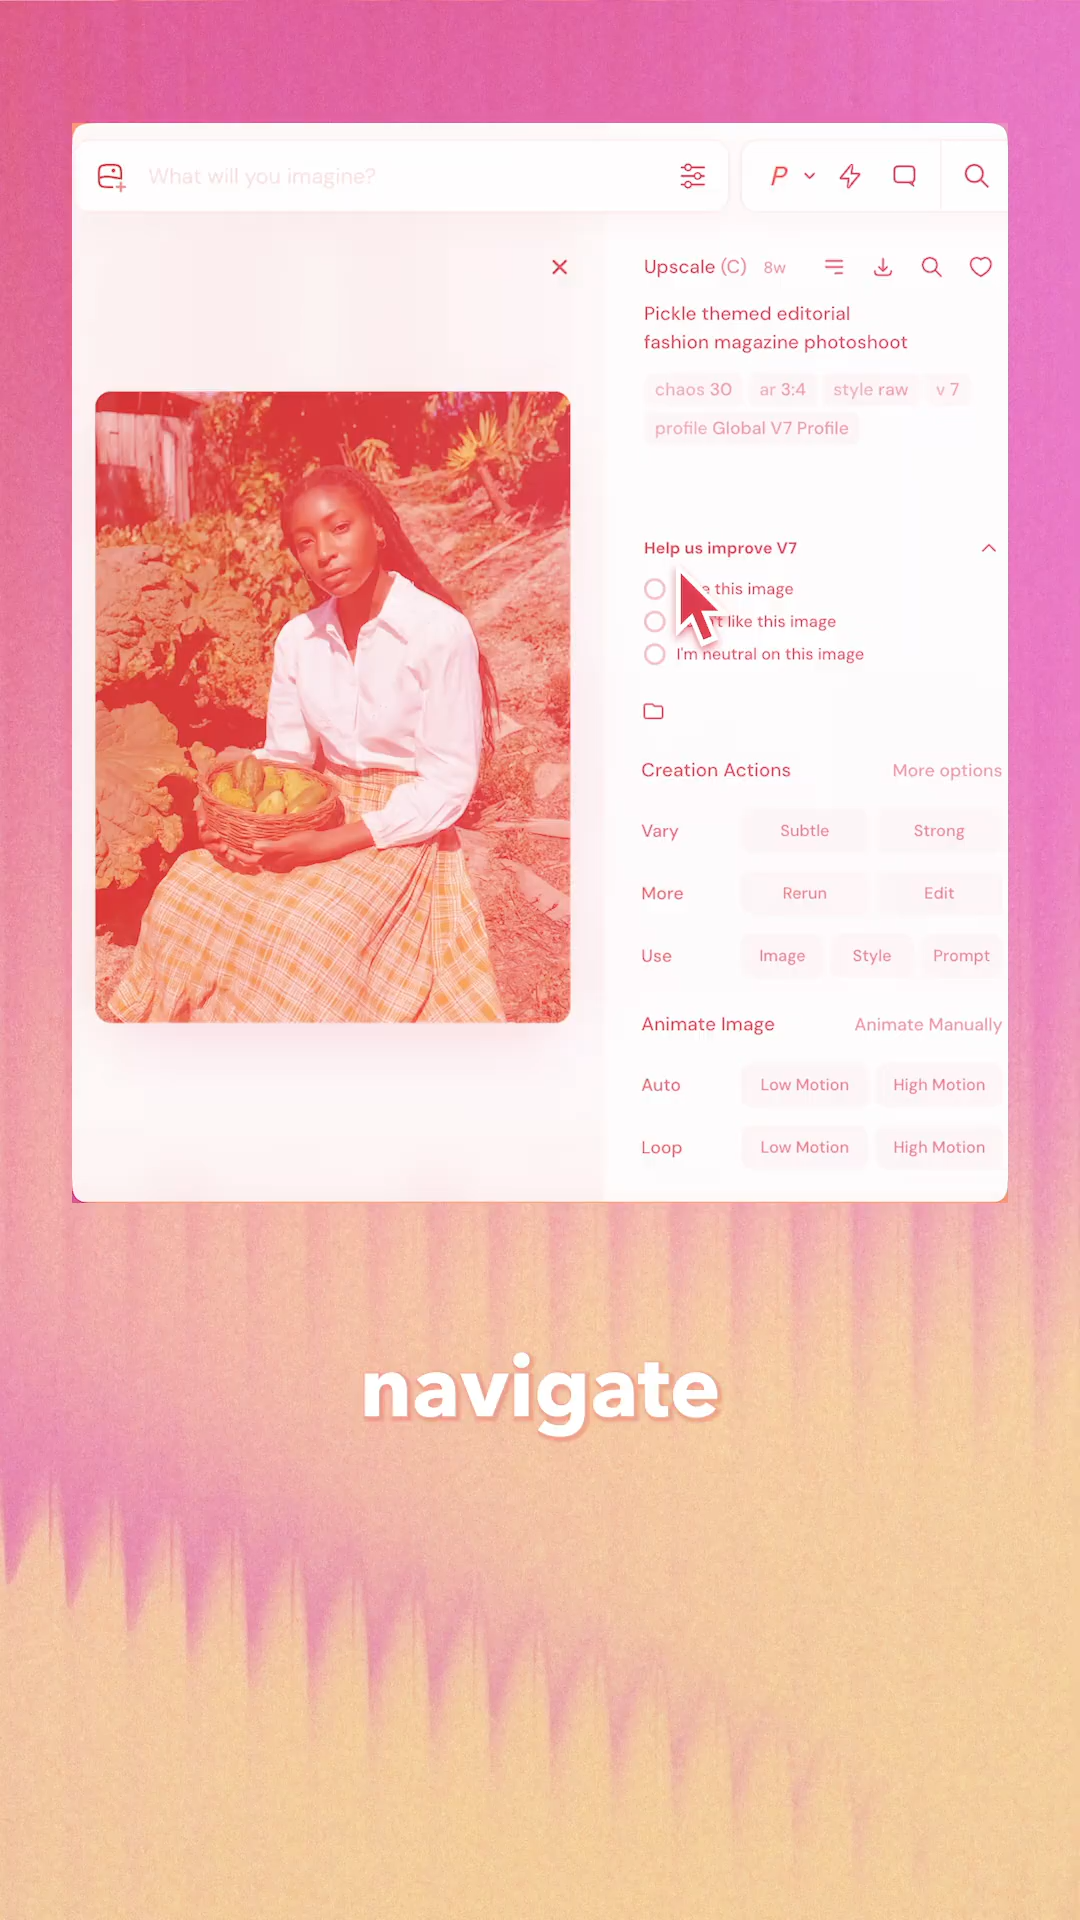 What will you imagine?
P
Upscale (C) 8w
Pickle themed editorial
fashion magazine photoshoot
chaos 30 ar 3:4 style raw v 7
profile Global V7 Profile
Help us improve V7
this image
like this image
I'm neutral on this image
Creation Actions More options
Vary Subtle Strong
More Rerun Edit
Use Image Style Prompt
Animate Image Animate Manually
Auto Low Motion High Motion
Loop Low Motion High Motion
navigate